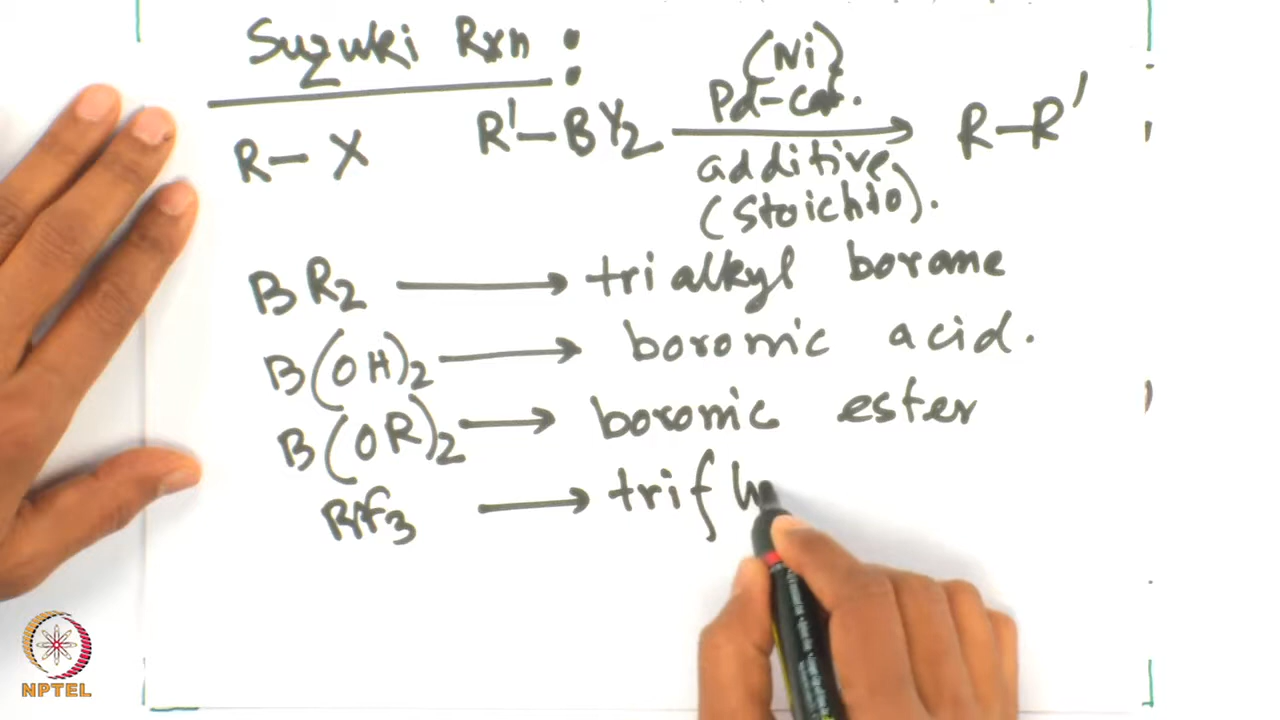 Suzuki Rxn :
R-X R'-BY2 (Ni) Pd-Cat. R-R'
additive
(Stoichio).
BR2 → trialkyl borane
B(OH)2 → boronic acid.
B(OR)2 → boronic ester
BF3 → triflu
NPTEL